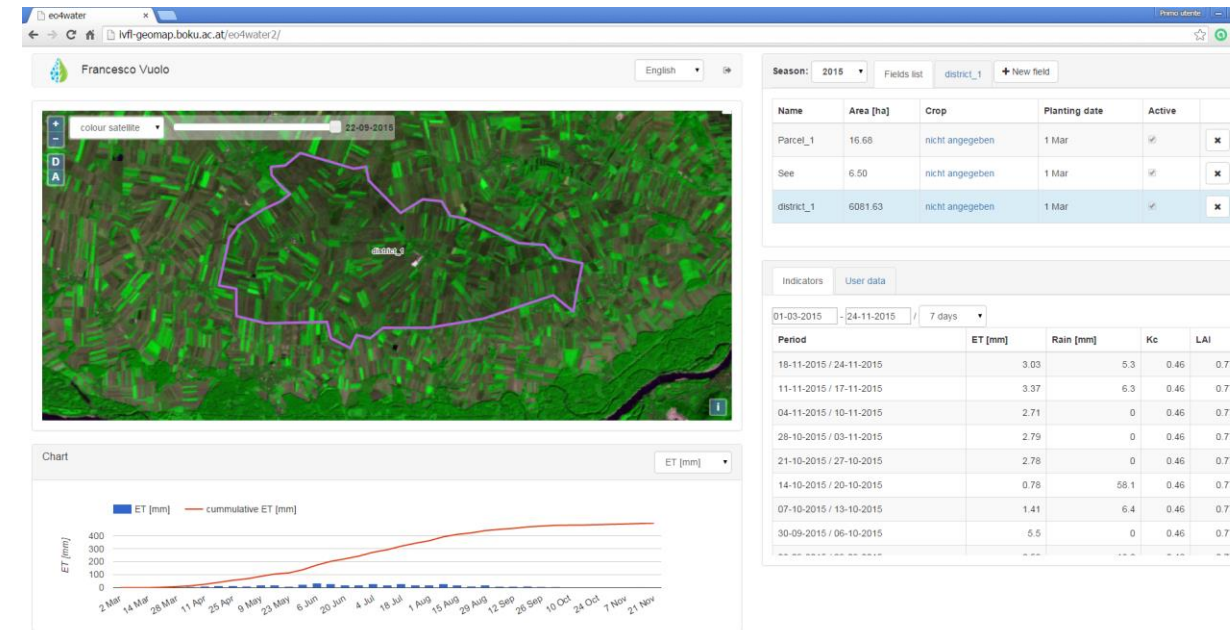 eo4water ×
Primo utente
ivfl-geomap.boku.ac.at/eo4water2/
Francesco Vuolo
English
+
colour satellite
22-09-2015
-
D
A
district_1
i
Chart
ET [mm]
ET [mm] cummulative ET [mm]
ET [mm]
400
300
200
100
0
2 Mar 14 Mar 28 Mar 11 Apr 25 Apr 9 May 23 May 6 Jun 20 Jun 4 Jul 18 Jul 1 Aug 15 Aug 29 Aug 12 Sep 26 Sep 10 Oct 24 Oct 7 Nov 21 Nov
Season: 2015 Fields list district_1 + New field
Name Area [ha] Crop Planting date Active
Parcel_1 16.68 nicht angegeben 1 Mar
See 6.50 nicht angegeben 1 Mar
district_1 6081.63 nicht angegeben 1 Mar
Indicators User data
01-03-2015 - 24-11-2015 / 7 days
Period ET [mm] Rain [mm] Kc LAI
18-11-2015 / 24-11-2015 3.03 5.3 0.46 0.7
11-11-2015 / 17-11-2015 3.37 6.3 0.46 0.7
04-11-2015 / 10-11-2015 2.71 0 0.46 0.7
28-10-2015 / 03-11-2015 2.79 0 0.46 0.7
21-10-2015 / 27-10-2015 2.78 0 0.46 0.7
14-10-2015 / 20-10-2015 0.78 58.1 0.46 0.7
07-10-2015 / 13-10-2015 1.41 6.4 0.46 0.7
30-09-2015 / 06-10-2015 5.5 0 0.46 0.7